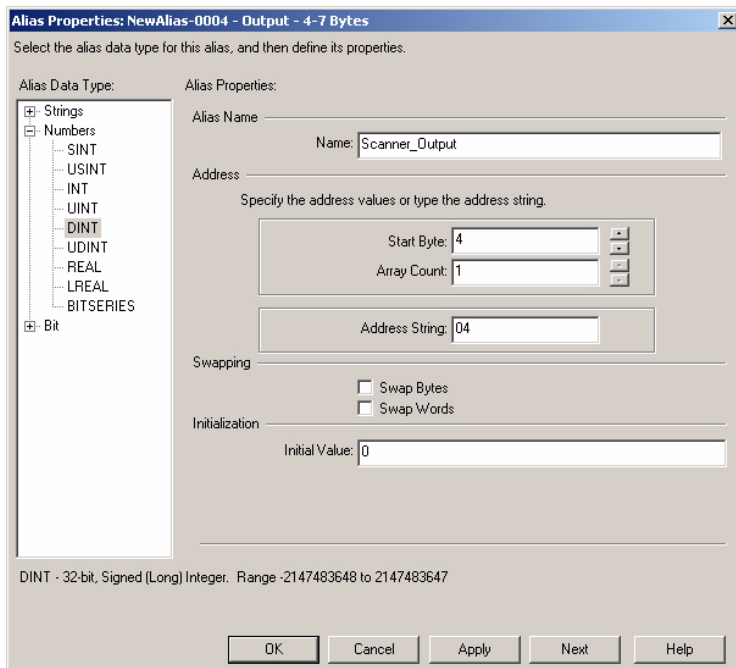 Alias Properties: NewAlias-0004 - Output - 4-7 Bytes
Select the alias data type for this alias, and then define its properties.
Alias Data Type:
Strings
Numbers
SINT
USINT
INT
UINT
DINT
UDINT
REAL
LREAL
BITSERIES
Bit
Alias Properties:
Alias Name
Name: Scanner_Output
Address
Specify the address values or type the address string.
Start Byte: 4
Array Count: 1
Address String: O4
Swapping
Swap Bytes
Swap Words
Initialization
Initial Value: 0
DINT - 32-bit, Signed (Long) Integer. Range -2147483648 to 2147483647
OK Cancel Apply Next Help